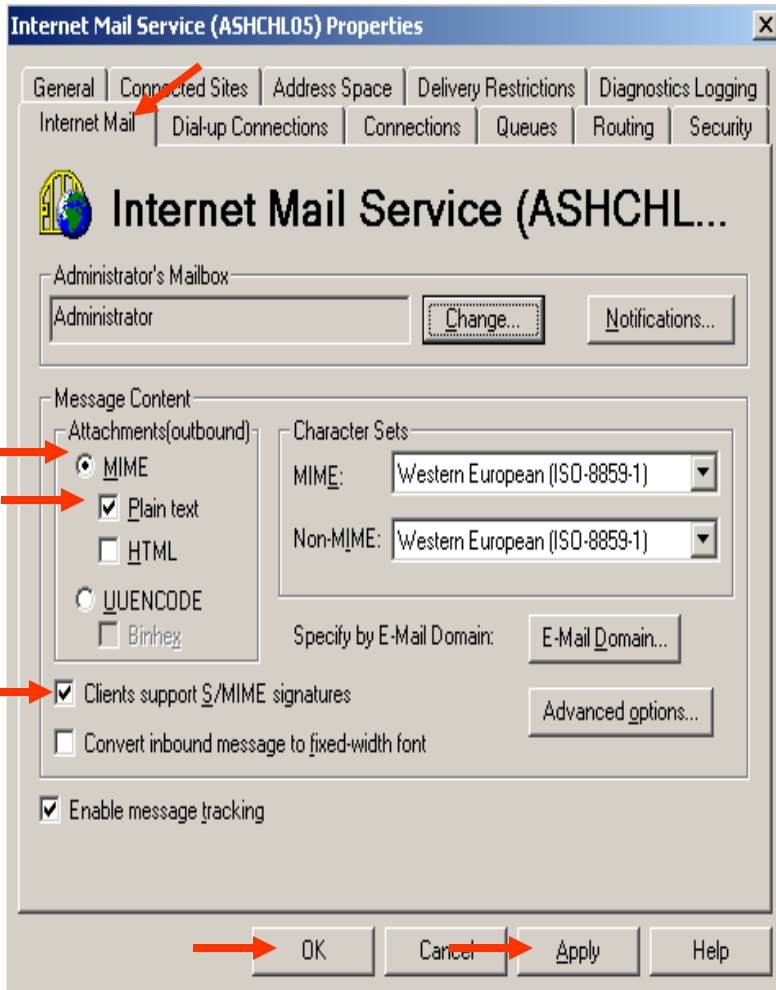 Internet Mail Service (ASHCHL05) Properties
General Connected Sites Address Space Delivery Restrictions Diagnostics Logging
Internet Mail Dial-up Connections Connections Queues Routing Security
Internet Mail Service (ASHCHL...
Administrator's Mailbox
Administrator Change... Notifications...
Message Content
Attachments(outbound)
MIME
Plain text
HTML
UUENCODE
Binhex
Character Sets
MIME: Western European (ISO-8859-1)
Non-MIME: Western European (ISO-8859-1)
Specify by E-Mail Domain: E-Mail Domain...
Clients support S/MIME signatures
Advanced options...
Convert inbound message to fixed-width font
Enable message tracking
OK Cancel Apply Help